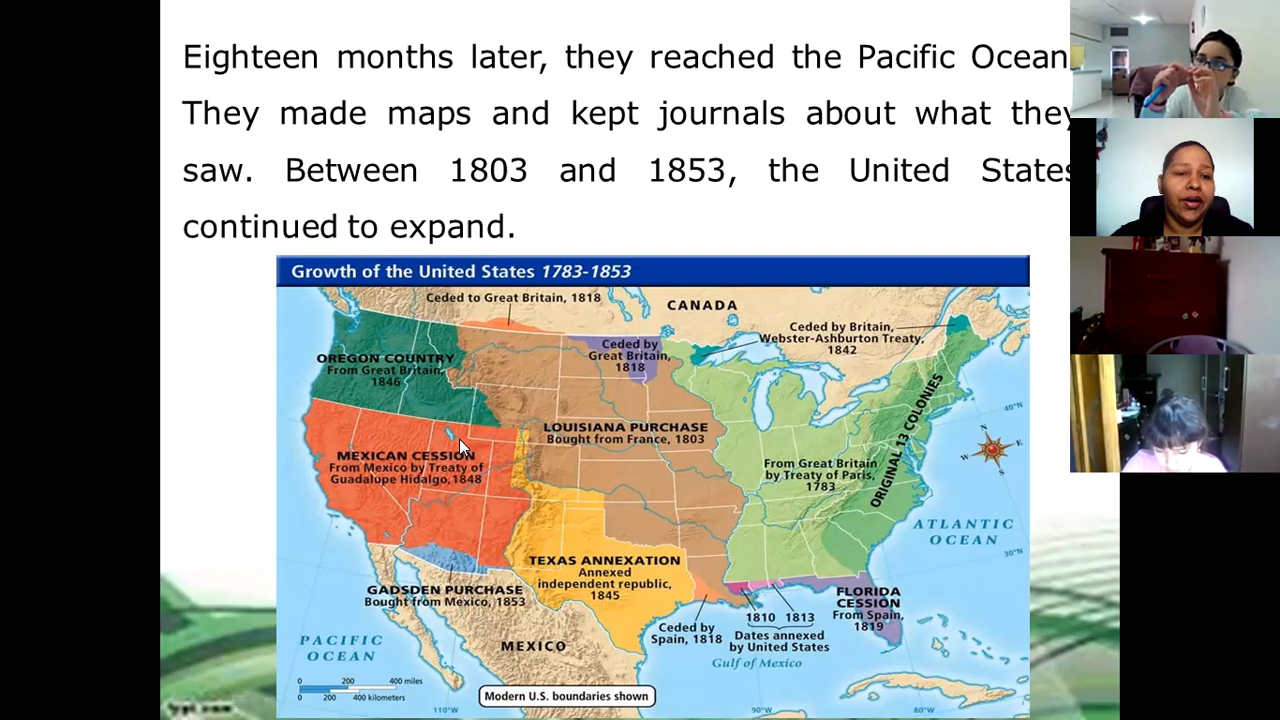 Eighteen months later, they reached the Pacific Ocean
They made maps and kept journals about what they
saw. Between 1803 and 1853, the United States
continued to expand.
Growth of the United States 1783-1853
Ceded to Great Britain, 1818
CANADA
Ceded by Britain,
Webster-Ashburton Treaty,
1842
Ceded by
Great Britain,
1818
OREGON COUNTRY
From Great Britain,
1846
LOUISIANA PURCHASE
Bought from France, 1803
ORIGINAL 13 COLONIES
40°N
N
E
S
W
MEXICAN CESSION
From Mexico by Treaty of
Guadalupe Hidalgo, 1848
From Great Britain
by Treaty of Paris,
1783
ATLANTIC
OCEAN
30°N
TEXAS ANNEXATION
Annexed
independent republic,
1845
GADSDEN PURCHASE
Bought from Mexico, 1853
FLORIDA
CESSION
From Spain,
1819
1810 1813
Dates annexed
by United States
Ceded by
Spain, 1818
PACIFIC
OCEAN
MEXICO
Gulf of Mexico
0 200 400 miles
0 200 400 kilometers
Modern U.S. boundaries shown
110°W
90°W
80°W